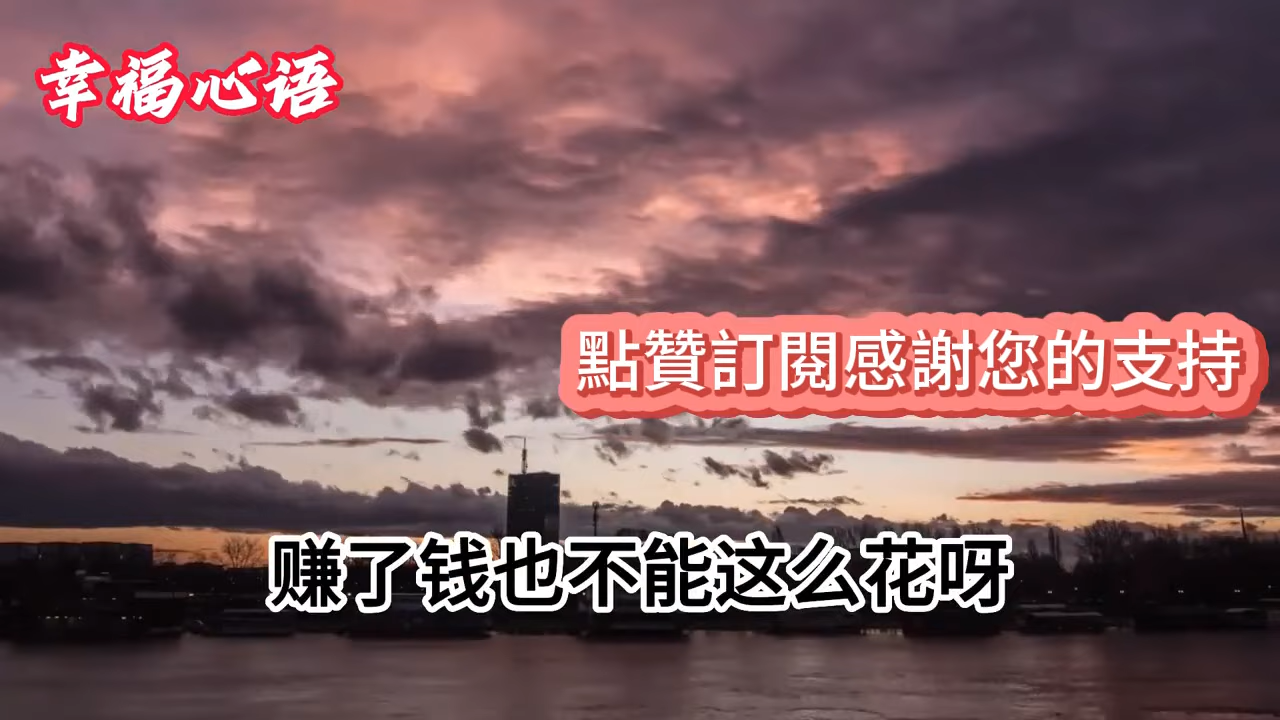 幸福心语
點贊訂閱感謝您的支持
赚了钱也不能这么花呀